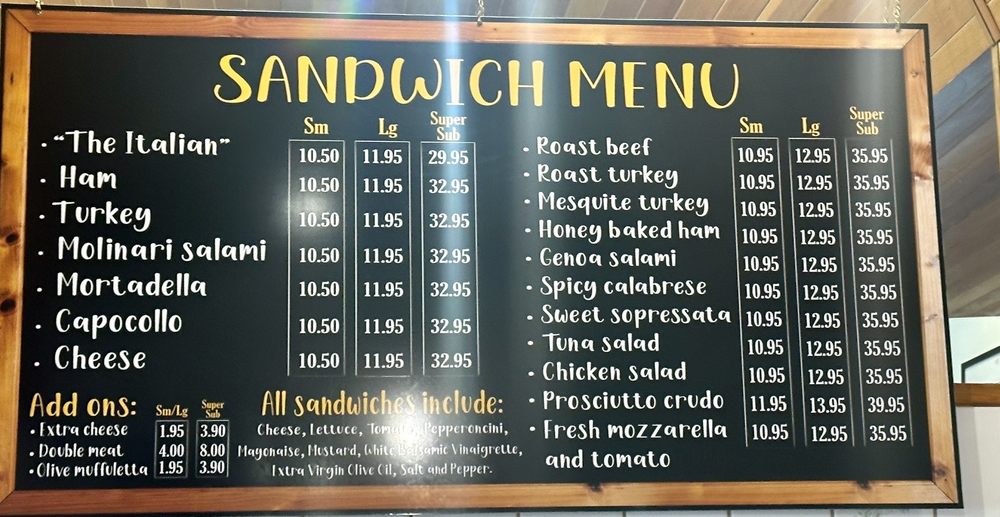 SANDWICH MENU
Sm Lg Super Sub
• "The Italian" 10.50 11.95 29.95
• Ham 10.50 11.95 32.95
• Turkey 10.50 11.95 32.95
• Molinari salami 10.50 11.95 32.95
• Mortadella 10.50 11.95 32.95
• Capocollo 10.50 11.95 32.95
• Cheese 10.50 11.95 32.95
Add ons: Sm/Lg Super Sub
• Extra cheese 1.95 3.90
• Double meat 4.00 8.00
• Olive muffuletta 1.95 3.90
All sandwiches include:
Cheese, Lettuce, Tomato, Pepperoncini,
Mayonaise, Mustard, White Balsamic Vinaigrette,
Extra Virgin Olive Oil, Salt and Pepper.
Sm Lg Super Sub
• Roast beef 10.95 12.95 35.95
• Roast turkey 10.95 12.95 35.95
• Mesquite turkey 10.95 12.95 35.95
• Honey baked ham 10.95 12.95 35.95
• Genoa salami 10.95 12.95 35.95
• Spicy calabrese 10.95 12.95 35.95
• Sweet sopressata 10.95 12.95 35.95
• Tuna salad 10.95 12.95 35.95
• Chicken salad 10.95 12.95 35.95
• Prosciutto crudo 11.95 13.95 39.95
• Fresh mozzarella 10.95 12.95 35.95
and tomato